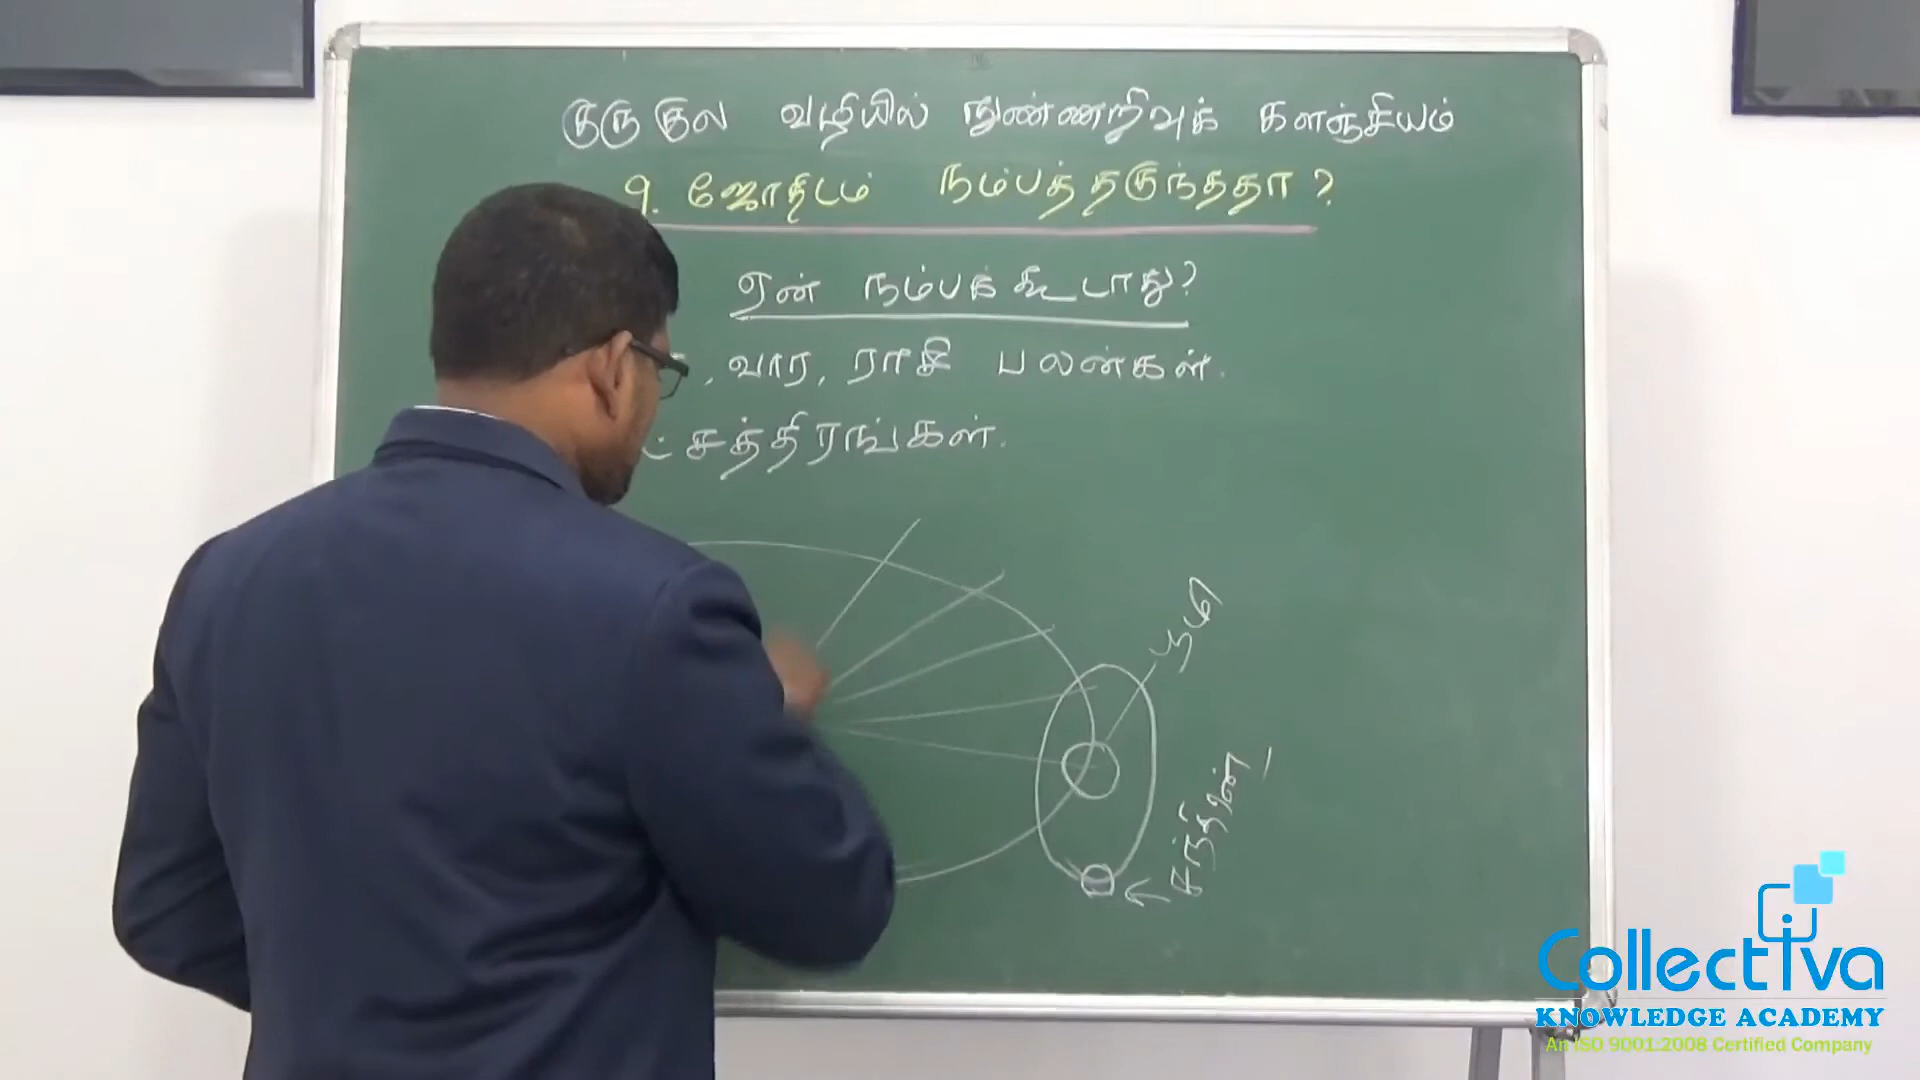 குருகுல வழியில் நுண்ணறிவுக் களஞ்சியம்
9. ஜோதிடம் நம்பத்தகுந்ததா?
ஏன் நம்பக்கூடாது?
, வார, ராசி பலன்கள்.
ட்சத்திரங்கள்.
பூமி
சந்திரன்
Collectiva
KNOWLEDGE ACADEMY
An ISO 9001:2008 Certified Company